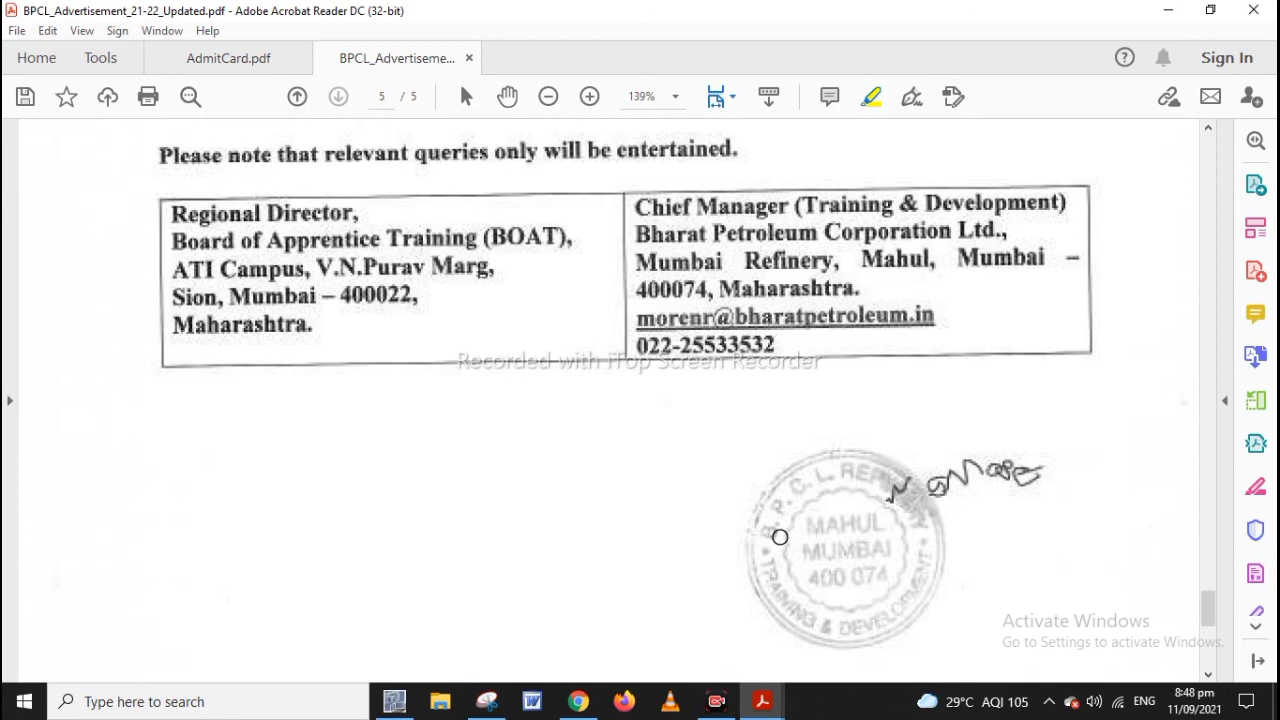 BPCL_Advertisement_21-22_Updated.pdf - Adobe Acrobat Reader DC (32-bit)
File Edit View Sign Window Help
Home Tools AdmitCard.pdf BPCL_Advertiseme... × Sign In
5 / 5 139%
Please note that relevant queries only will be entertained.
Regional Director,
Board of Apprentice Training (BOAT),
ATI Campus, V.N.Purav Marg,
Sion, Mumbai – 400022,
Maharashtra.
Chief Manager (Training & Development)
Bharat Petroleum Corporation Ltd.,
Mumbai Refinery, Mahul, Mumbai –
400074, Maharashtra.
morenr@bharatpetroleum.in
022-25533532
Recorded with iTop Screen Recorder
B. P. C. L. REFINERY
MAHUL
MUMBAI
400 074
TRAINING & DEVELOPMENT
Activate Windows
Go to Settings to activate Windows.
Type here to search
29°C AQI 105 ENG 8:48 pm
11/09/2021